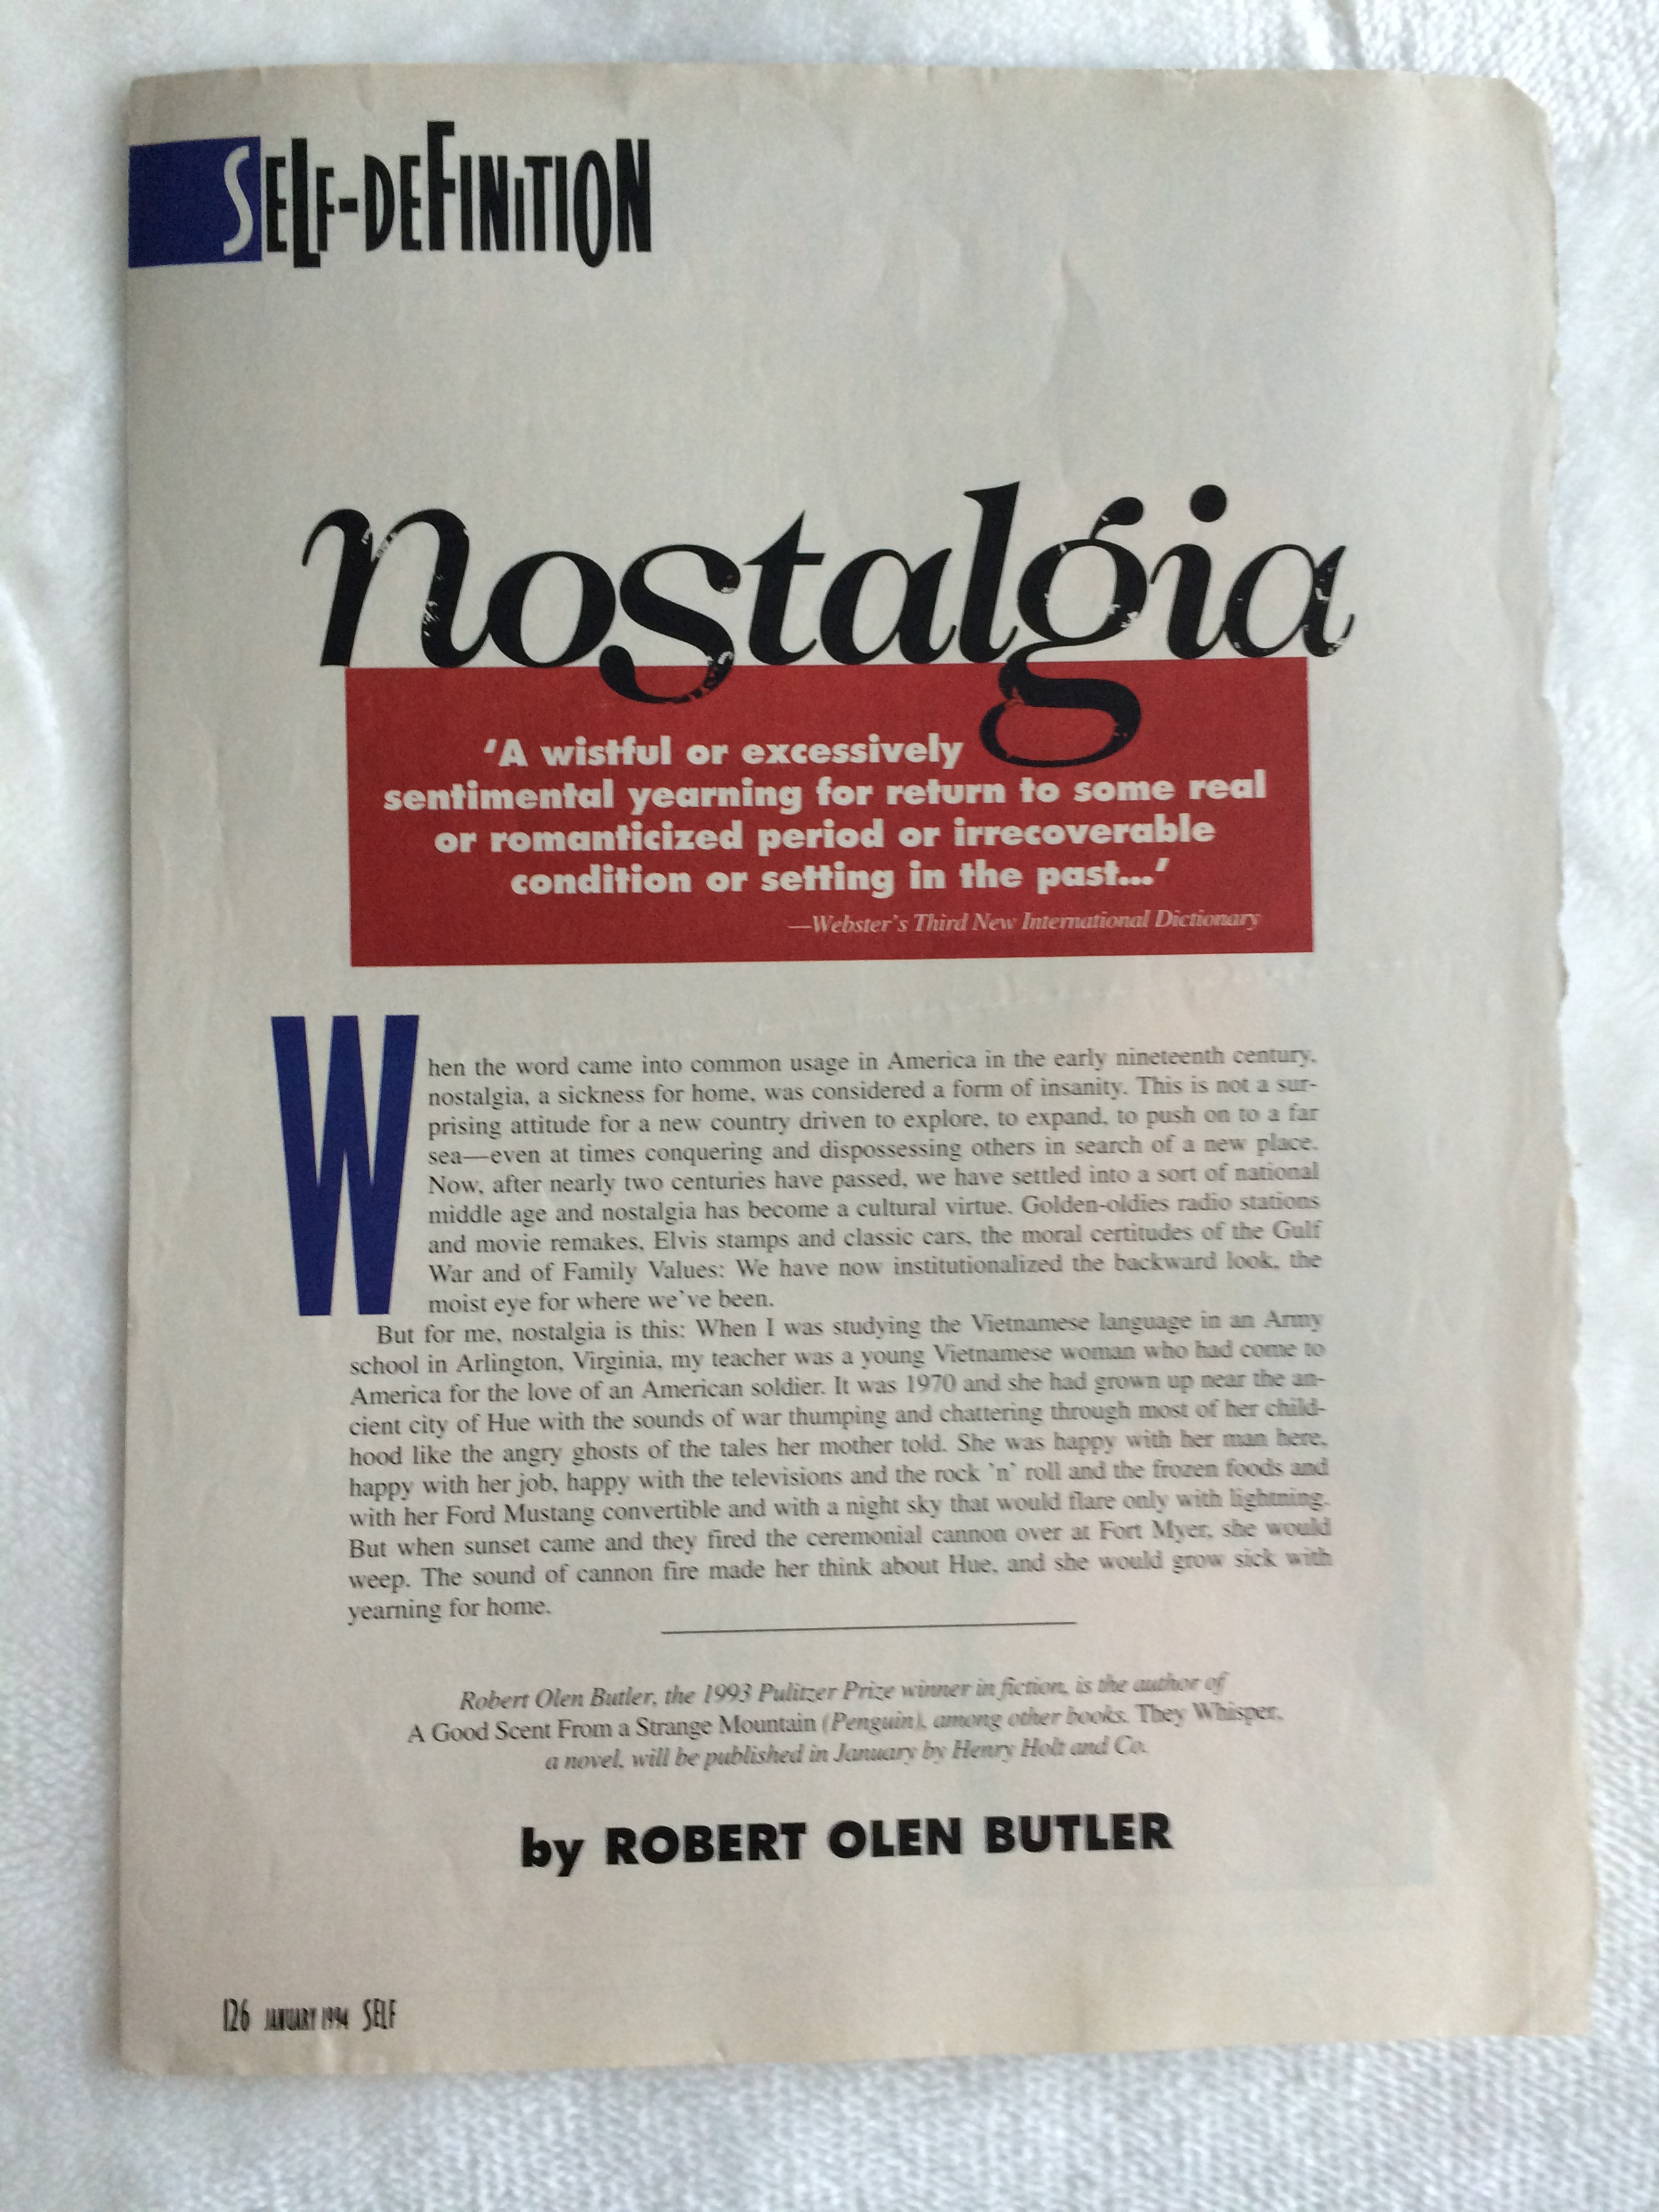 SELF-DEFINITION
nostalgia
‘A wistful or excessively
sentimental yearning for return to some real
or romanticized period or irrecoverable
condition or setting in the past...’
—Webster’s Third New International Dictionary
When the word came into common usage in America in the early nineteenth century,
nostalgia, a sickness for home, was considered a form of insanity. This is not a sur-
prising attitude for a new country driven to explore, to expand, to push on to a far
sea—even at times conquering and dispossessing others in search of a new place.
Now, after nearly two centuries have passed, we have settled into a sort of national
middle age and nostalgia has become a cultural virtue. Golden-oldies radio stations
and movie remakes, Elvis stamps and classic cars, the moral certitudes of the Gulf
War and of Family Values: We have now institutionalized the backward look, the
moist eye for where we’ve been.
But for me, nostalgia is this: When I was studying the Vietnamese language in an Army
school in Arlington, Virginia, my teacher was a young Vietnamese woman who had come to
America for the love of an American soldier. It was 1970 and she had grown up near the an-
cient city of Hue with the sounds of war thumping and chattering through most of her child-
hood like the angry ghosts of the tales her mother told. She was happy with her man here,
happy with her job, happy with the televisions and the rock ’n’ roll and the frozen foods and
with her Ford Mustang convertible and with a night sky that would flare only with lightning.
But when sunset came and they fired the ceremonial cannon over at Fort Myer, she would
weep. The sound of cannon fire made her think about Hue, and she would grow sick with
yearning for home.
Robert Olen Butler, the 1993 Pulitzer Prize winner in fiction, is the author of
A Good Scent From a Strange Mountain (Penguin), among other books. They Whisper,
a novel, will be published in January by Henry Holt and Co.
by ROBERT OLEN BUTLER
126 JANUARY 1994 SELF